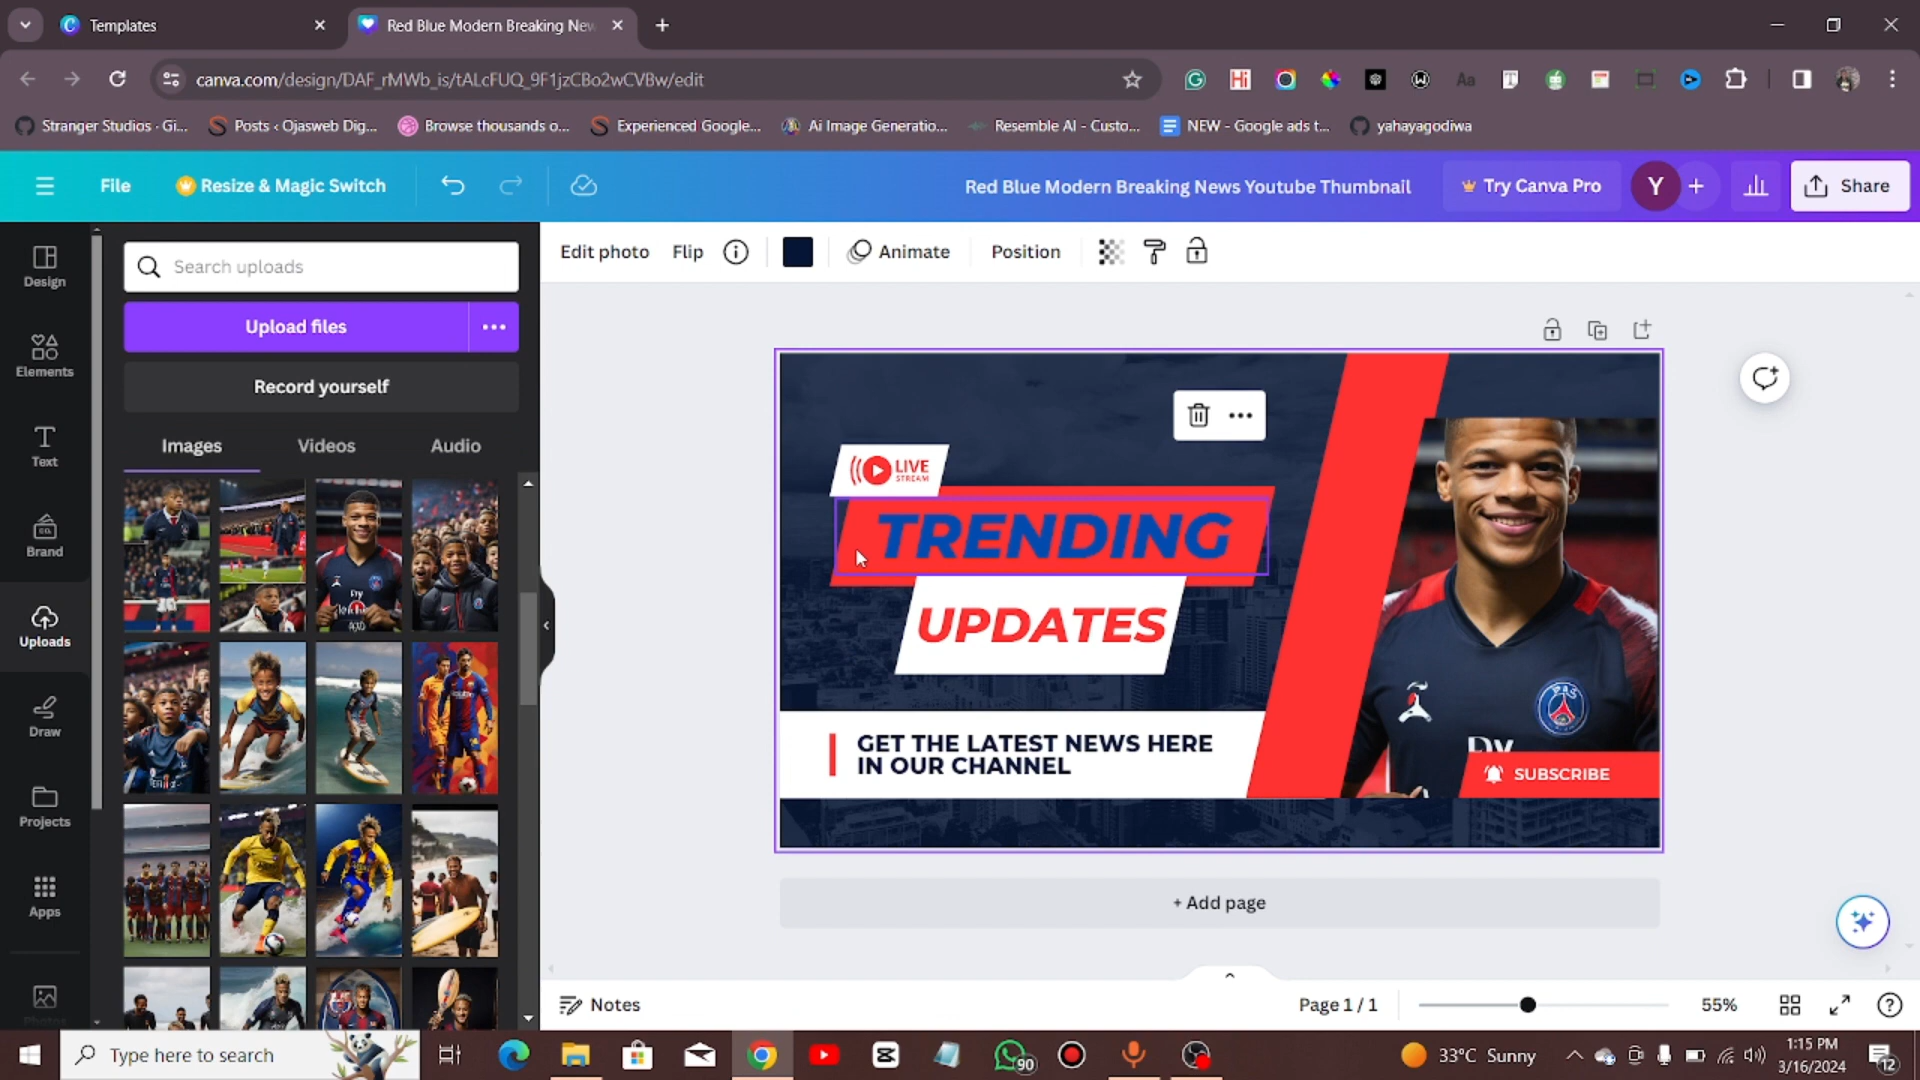 Templates
Red Blue Modern Breaking New
canva.com/design/DAF_rMWb_is/tALcFUQ_9F1jzCBo2wCVBw/edit
Stranger Studios · Gi...
Posts ‹ Ojasweb Dig...
Browse thousands o...
Experienced Google...
Ai Image Generatio...
Resemble AI - Custo...
NEW - Google ads t...
yahayagodiwa
File
Resize & Magic Switch
Red Blue Modern Breaking News Youtube Thumbnail
Try Canva Pro
Y
Share
Design
Elements
Text
Brand
Uploads
Draw
Projects
Apps
Photos
Search uploads
Upload files
Record yourself
Images
Videos
Audio
Edit photo
Flip
Animate
Position
LIVE
STREAM
TRENDING
UPDATES
GET THE LATEST NEWS HERE
IN OUR CHANNEL
SUBSCRIBE
+ Add page
Notes
Page 1 / 1
55%
Type here to search
90
33°C Sunny
1:15 PM
3/16/2024
12